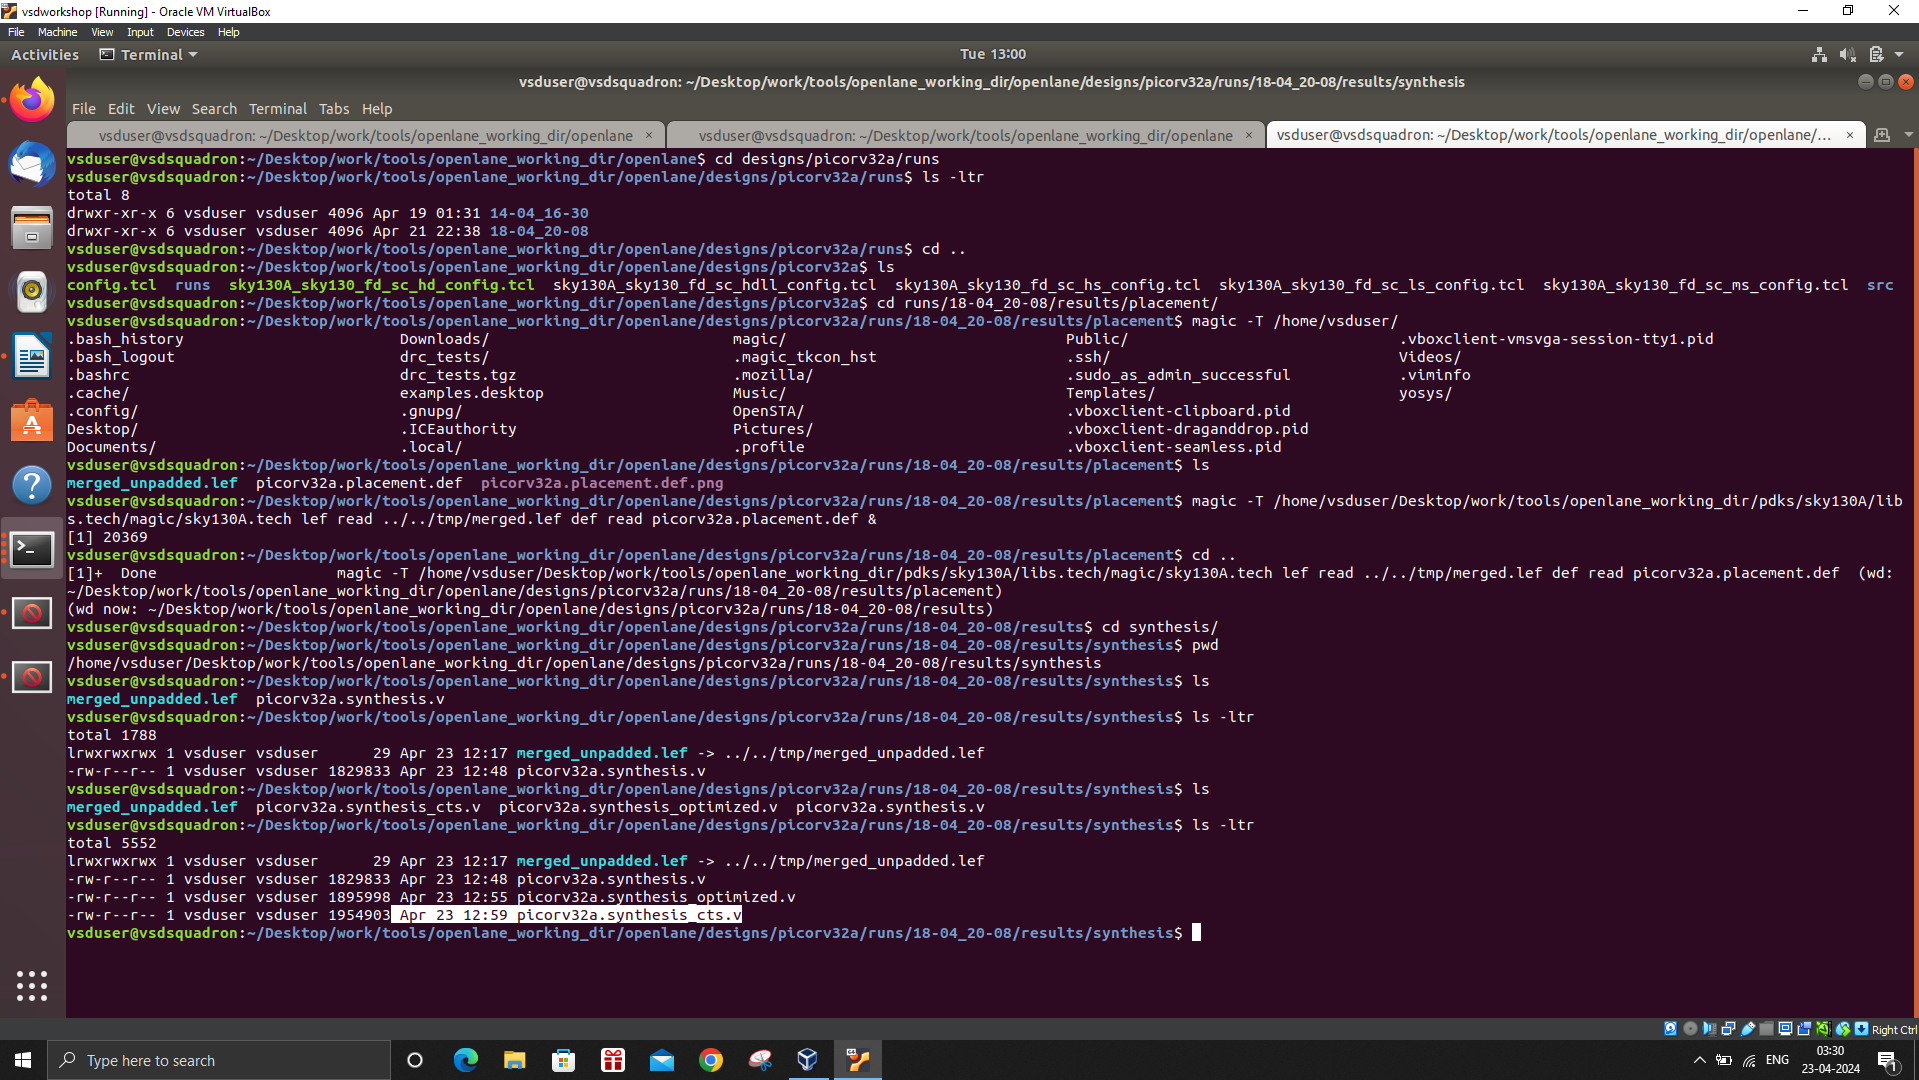 vsdworkshop [Running] - Oracle VM VirtualBox
File Machine View Input Devices Help
Activities Terminal Tue 13:00
vsduser@vsdsquadron: ~/Desktop/work/tools/openlane_working_dir/openlane/designs/picorv32a/runs/18-04_20-08/results/synthesis
File Edit View Search Terminal Tabs Help
vsduser@vsdsquadron: ~/Desktop/work/tools/openlane_working_dir/openlane × vsduser@vsdsquadron: ~/Desktop/work/tools/openlane_working_dir/openlane × vsduser@vsdsquadron: ~/Desktop/work/tools/openlane_working_dir/openlane/... ×
vsduser@vsdsquadron:~/Desktop/work/tools/openlane_working_dir/openlane$ cd designs/picorv32a/runs
vsduser@vsdsquadron:~/Desktop/work/tools/openlane_working_dir/openlane/designs/picorv32a/runs$ ls -ltr
total 8
drwxr-xr-x 6 vsduser vsduser 4096 Apr 19 01:31 14-04_16-30
drwxr-xr-x 6 vsduser vsduser 4096 Apr 21 22:38 18-04_20-08
vsduser@vsdsquadron:~/Desktop/work/tools/openlane_working_dir/openlane/designs/picorv32a/runs$ cd ..
vsduser@vsdsquadron:~/Desktop/work/tools/openlane_working_dir/openlane/designs/picorv32a$ ls
config.tcl runs sky130A_sky130_fd_sc_hd_config.tcl sky130A_sky130_fd_sc_hdll_config.tcl sky130A_sky130_fd_sc_hs_config.tcl sky130A_sky130_fd_sc_ls_config.tcl sky130A_sky130_fd_sc_ms_config.tcl src
vsduser@vsdsquadron:~/Desktop/work/tools/openlane_working_dir/openlane/designs/picorv32a$ cd runs/18-04_20-08/results/placement/
vsduser@vsdsquadron:~/Desktop/work/tools/openlane_working_dir/openlane/designs/picorv32a/runs/18-04_20-08/results/placement$ magic -T /home/vsduser/
.bash_history Downloads/ magic/ Public/ .vboxclient-vmsvga-session-tty1.pid
.bash_logout drc_tests/ .magic_tkcon_hst .ssh/ Videos/
.bashrc drc_tests.tgz .mozilla/ .sudo_as_admin_successful .viminfo
.cache/ examples.desktop Music/ Templates/ yosys/
.config/ .gnupg/ OpenSTA/ .vboxclient-clipboard.pid
Desktop/ .ICEauthority Pictures/ .vboxclient-draganddrop.pid
Documents/ .local/ .profile .vboxclient-seamless.pid
vsduser@vsdsquadron:~/Desktop/work/tools/openlane_working_dir/openlane/designs/picorv32a/runs/18-04_20-08/results/placement$ ls
merged_unpadded.lef picorv32a.placement.def picorv32a.placement.def.png
vsduser@vsdsquadron:~/Desktop/work/tools/openlane_working_dir/openlane/designs/picorv32a/runs/18-04_20-08/results/placement$ magic -T /home/vsduser/Desktop/work/tools/openlane_working_dir/pdks/sky130A/lib
s.tech/magic/sky130A.tech lef read ../../tmp/merged.lef def read picorv32a.placement.def &
[1] 20369
vsduser@vsdsquadron:~/Desktop/work/tools/openlane_working_dir/openlane/designs/picorv32a/runs/18-04_20-08/results/placement$ cd ..
[1]+ Done magic -T /home/vsduser/Desktop/work/tools/openlane_working_dir/pdks/sky130A/libs.tech/magic/sky130A.tech lef read ../../tmp/merged.lef def read picorv32a.placement.def (wd:
~/Desktop/work/tools/openlane_working_dir/openlane/designs/picorv32a/runs/18-04_20-08/results/placement)
(wd now: ~/Desktop/work/tools/openlane_working_dir/openlane/designs/picorv32a/runs/18-04_20-08/results)
vsduser@vsdsquadron:~/Desktop/work/tools/openlane_working_dir/openlane/designs/picorv32a/runs/18-04_20-08/results$ cd synthesis/
vsduser@vsdsquadron:~/Desktop/work/tools/openlane_working_dir/openlane/designs/picorv32a/runs/18-04_20-08/results/synthesis$ pwd
/home/vsduser/Desktop/work/tools/openlane_working_dir/openlane/designs/picorv32a/runs/18-04_20-08/results/synthesis
vsduser@vsdsquadron:~/Desktop/work/tools/openlane_working_dir/openlane/designs/picorv32a/runs/18-04_20-08/results/synthesis$ ls
merged_unpadded.lef picorv32a.synthesis.v
vsduser@vsdsquadron:~/Desktop/work/tools/openlane_working_dir/openlane/designs/picorv32a/runs/18-04_20-08/results/synthesis$ ls -ltr
total 1788
lrwxrwxrwx 1 vsduser vsduser 29 Apr 23 12:17 merged_unpadded.lef -> ../../tmp/merged_unpadded.lef
-rw-r--r-- 1 vsduser vsduser 1829833 Apr 23 12:48 picorv32a.synthesis.v
vsduser@vsdsquadron:~/Desktop/work/tools/openlane_working_dir/openlane/designs/picorv32a/runs/18-04_20-08/results/synthesis$ ls
merged_unpadded.lef picorv32a.synthesis_cts.v picorv32a.synthesis_optimized.v picorv32a.synthesis.v
vsduser@vsdsquadron:~/Desktop/work/tools/openlane_working_dir/openlane/designs/picorv32a/runs/18-04_20-08/results/synthesis$ ls -ltr
total 5552
lrwxrwxrwx 1 vsduser vsduser 29 Apr 23 12:17 merged_unpadded.lef -> ../../tmp/merged_unpadded.lef
-rw-r--r-- 1 vsduser vsduser 1829833 Apr 23 12:48 picorv32a.synthesis.v
-rw-r--r-- 1 vsduser vsduser 1895998 Apr 23 12:55 picorv32a.synthesis_optimized.v
-rw-r--r-- 1 vsduser vsduser 1954903 Apr 23 12:59 picorv32a.synthesis_cts.v
vsduser@vsdsquadron:~/Desktop/work/tools/openlane_working_dir/openlane/designs/picorv32a/runs/18-04_20-08/results/synthesis$
Right Ctrl
Type here to search
ENG
03:30
23-04-2024
1
64